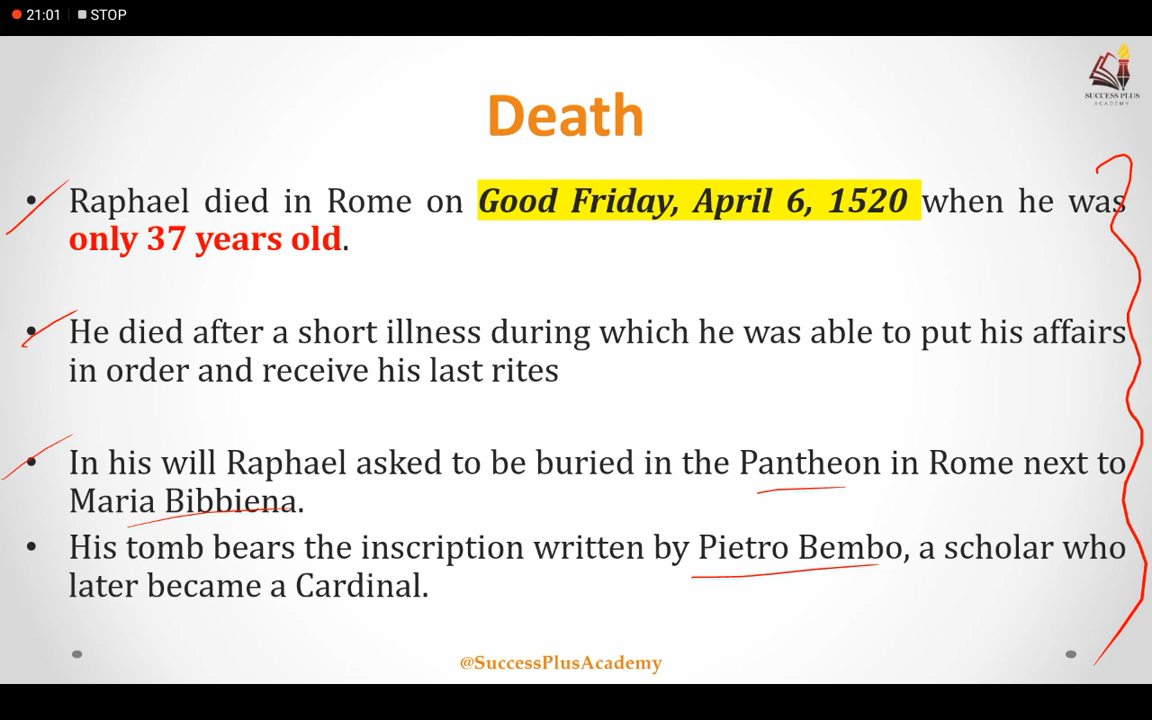 21:01 STOP
SUCCESS PLUS
ACADEMY
Death
• Raphael died in Rome on Good Friday, April 6, 1520 when he was
only 37 years old.
• He died after a short illness during which he was able to put his affairs
in order and receive his last rites
• In his will Raphael asked to be buried in the Pantheon in Rome next to
Maria Bibbiena.
• His tomb bears the inscription written by Pietro Bembo, a scholar who
later became a Cardinal.
@SuccessPlusAcademy